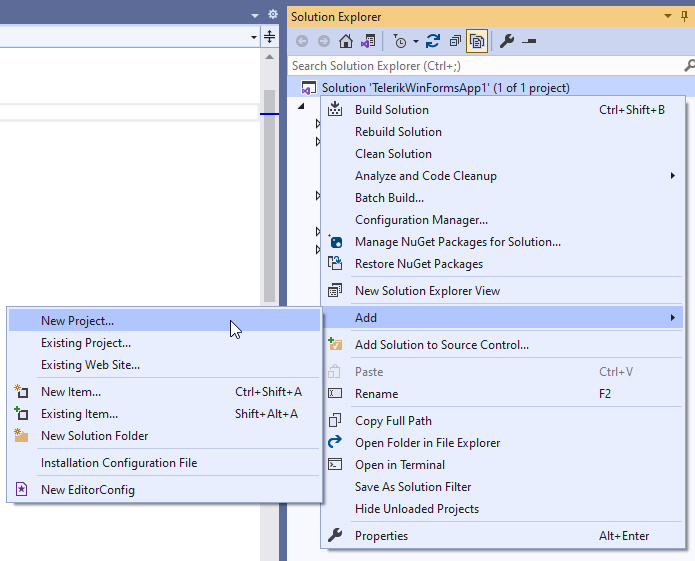 Solution Explorer
Search Solution Explorer (Ctrl+;)
Solution 'TelerikWinFormsApp1' (1 of 1 project)
Build Solution Ctrl+Shift+B
Rebuild Solution
Clean Solution
Analyze and Code Cleanup
Batch Build...
Configuration Manager...
Manage NuGet Packages for Solution...
Restore NuGet Packages
New Solution Explorer View
Add
Add Solution to Source Control...
Paste Ctrl+V
Rename F2
Copy Full Path
Open Folder in File Explorer
Open in Terminal
Save As Solution Filter
Hide Unloaded Projects
Properties Alt+Enter
New Project...
Existing Project...
Existing Web Site...
New Item... Ctrl+Shift+A
Existing Item... Shift+Alt+A
New Solution Folder
Installation Configuration File
New EditorConfig